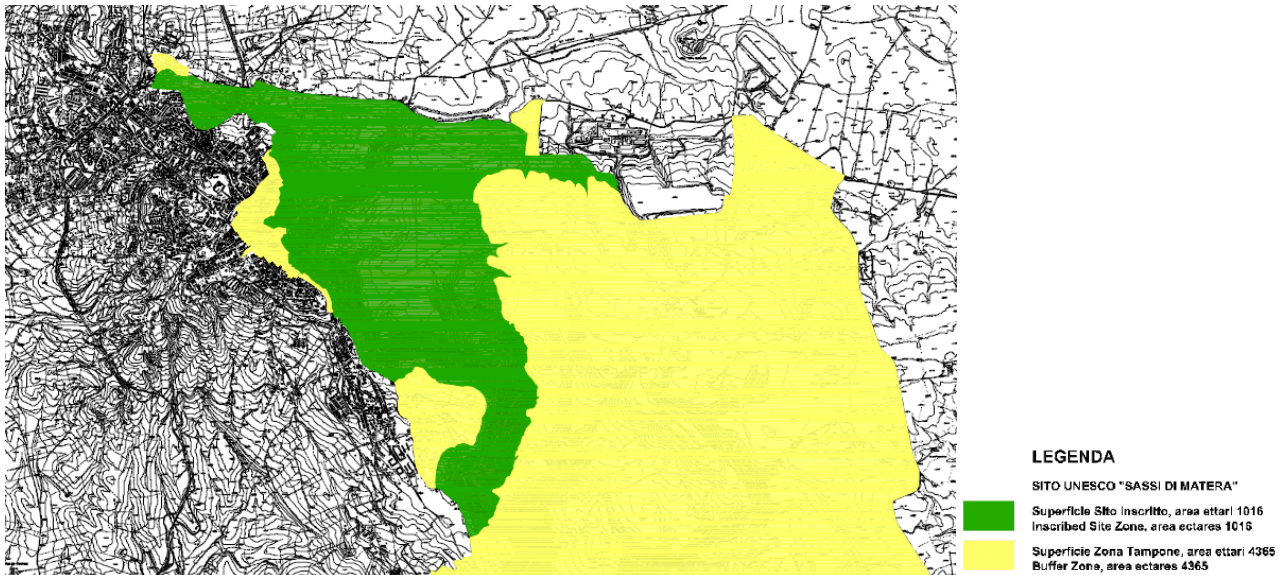 LEGENDA
SITO UNESCO "SASSI DI MATERA"
Superficie Sito Inscritto, area ettari 1016
Inscribed Site Zone, area ectares 1016
Superficie Zona Tampone, area ettari 4365
Buffer Zone, area ectares 4365